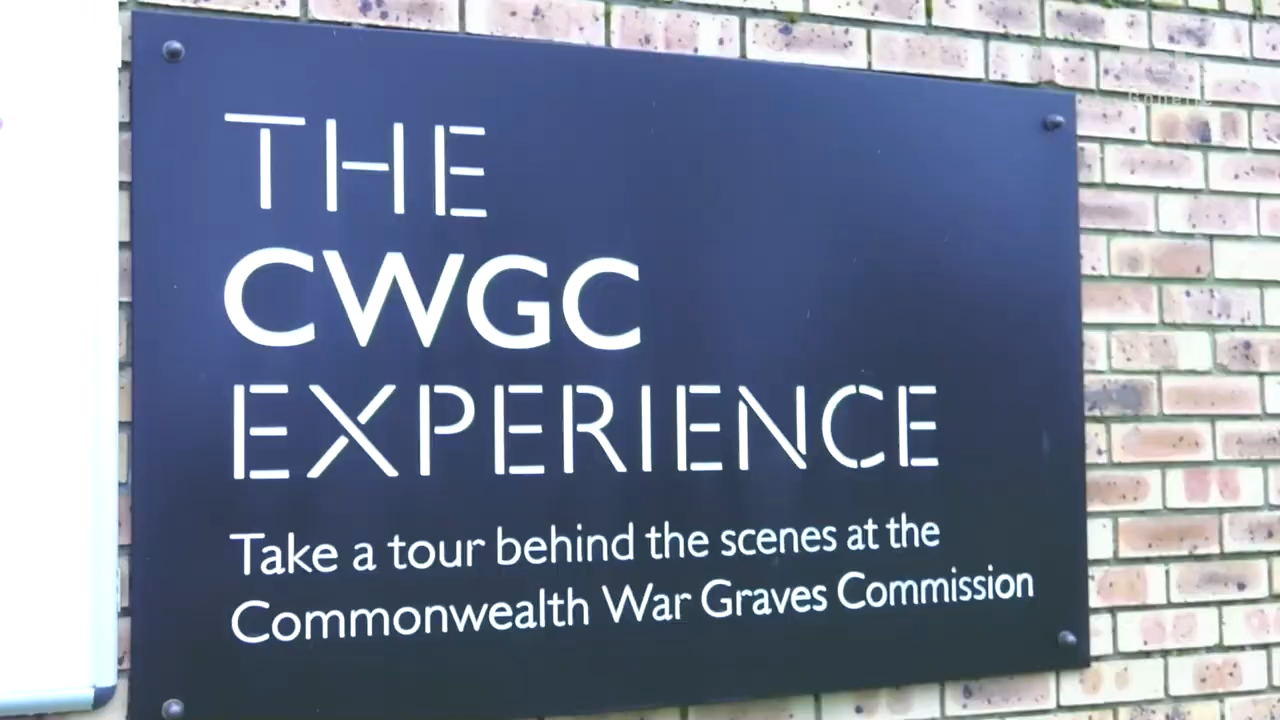 THE
CWGC
EXPERIENCE
Take a tour behind the scenes at the
Commonwealth War Graves Commission